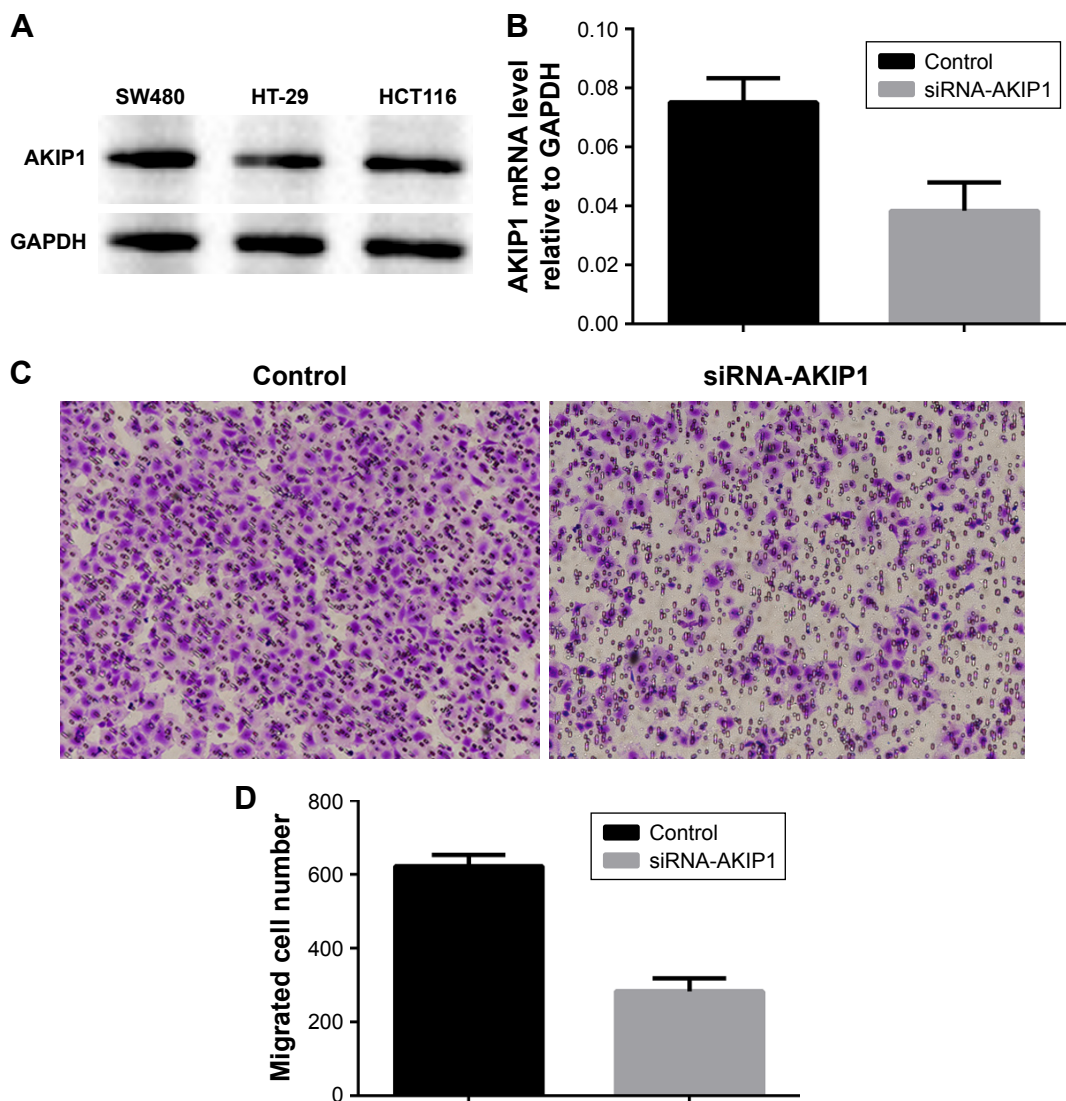 A
SW480 HT-29 HCT116
AKIP1
GAPDH
B
AKIP1 mRNA level
relative to GAPDH
0.10
0.08
0.06
0.04
0.02
0.00
Control
siRNA-AKIP1
C
Control siRNA-AKIP1
D
Migrated cell number
800
600
400
200
0
Control
siRNA-AKIP1